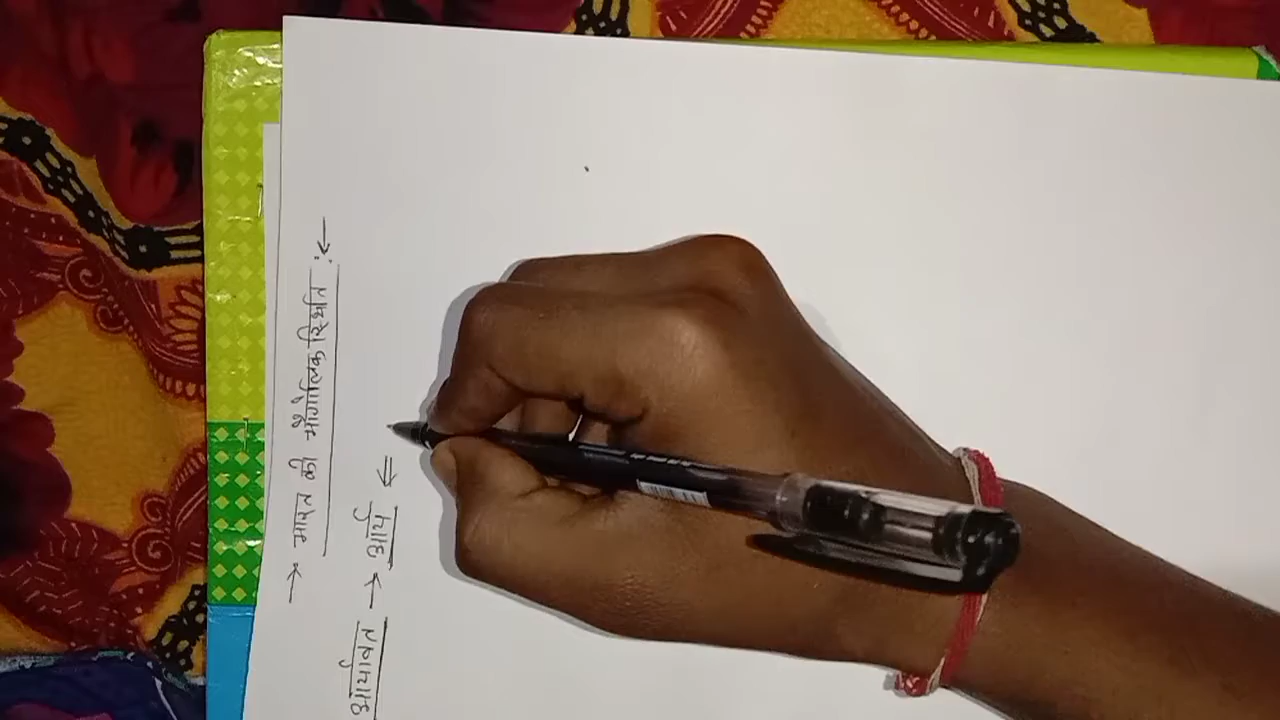 → भारत की भौगोलिक स्थिति :←
आर्यावर्त → आर्य ⇐